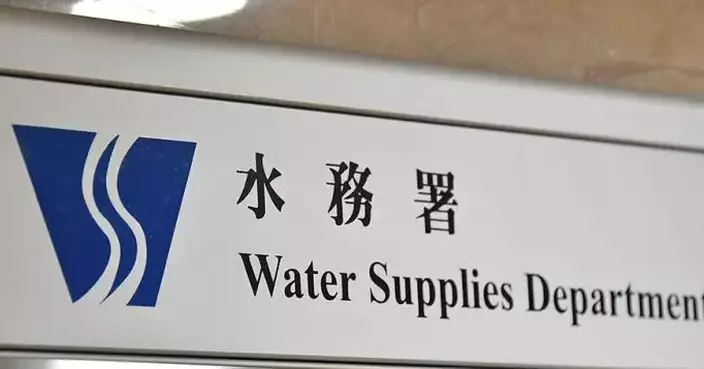 水務署
Water Supplies Department